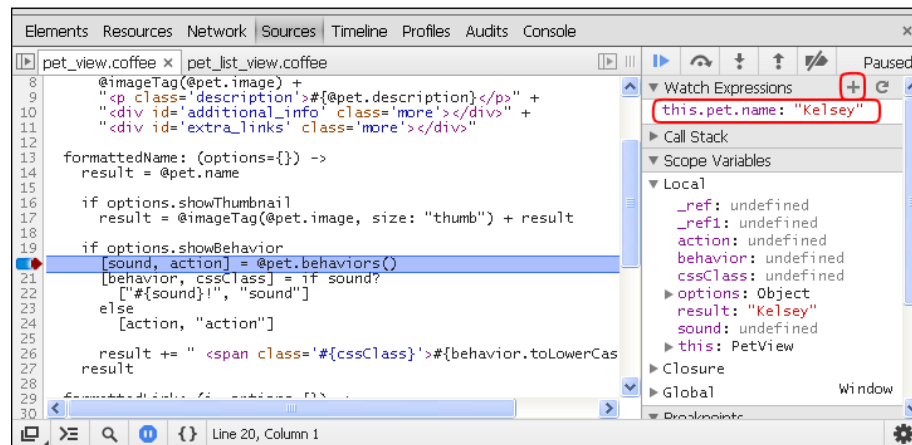 Elements Resources Network Sources Timeline Profiles Audits Console ×
pet_view.coffee × pet_list_view.coffee
8 @imageTag(@pet.image) +
9 "<p class='description'>#{@pet.description}</p>" +
10 "<div id='additional_info' class='more'></div>" +
11 "<div id='extra_links' class='more'></div>"
12
13 formattedName: (options={}) ->
14 result = @pet.name
15
16 if options.showThumbnail
17 result = @imageTag(@pet.image, size: "thumb") + result
18
19 if options.showBehavior
[sound, action] = @pet.behaviors()
21 [behavior, cssClass] = if sound?
22 ["#{sound}!", "sound"]
23 else
24 [action, "action"]
25
26 result += " <span class='#{cssClass}'>#{behavior.toLowerCas
27 result
28
29
30
{} Line 20, Column 1
Paused
Watch Expressions
this.pet.name: "Kelsey"
Call Stack
Scope Variables
Local
_ref: undefined
_ref1: undefined
action: undefined
behavior: undefined
cssClass: undefined
options: Object
result: "Kelsey"
sound: undefined
this: PetView
Closure
Global Window
Breakpoints